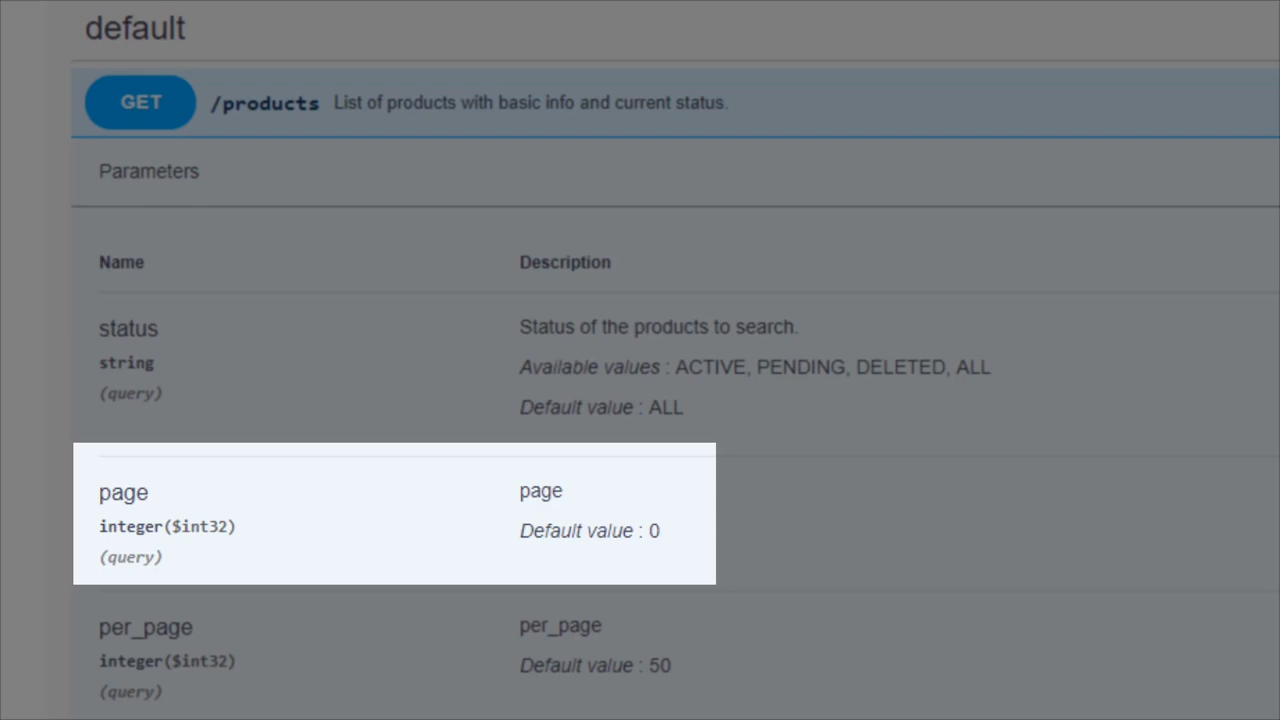 default
GET /products List of products with basic info and current status.
Parameters
Name Description
status Status of the products to search.
string Available values : ACTIVE, PENDING, DELETED, ALL
(query) Default value : ALL
page page
integer($int32) Default value : 0
(query)
per_page per_page
integer($int32) Default value : 50
(query)